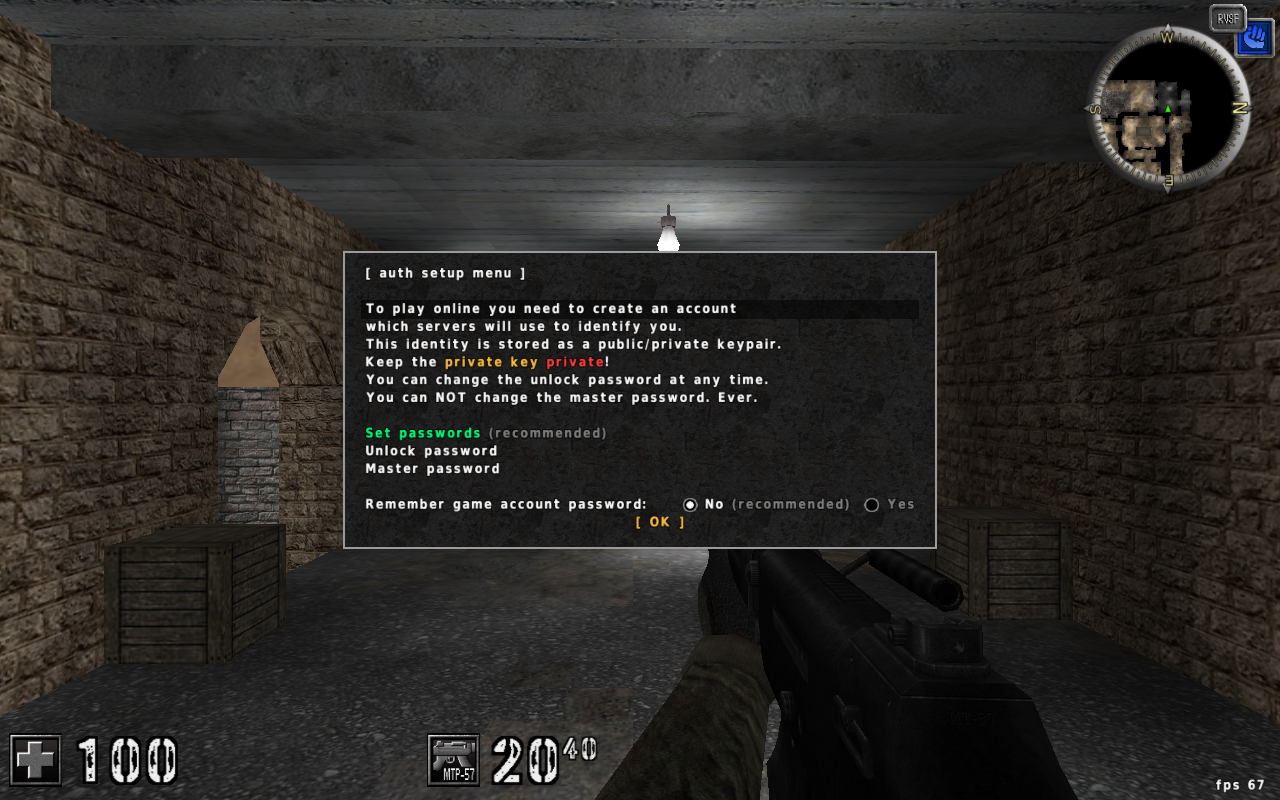 RVSF
W
S
N
E
[ auth setup menu ]
To play online you need to create an account
which servers will use to identify you.
This identity is stored as a public/private keypair.
Keep the private key private!
You can change the unlock password at any time.
You can NOT change the master password. Ever.
Set passwords (recommended)
Unlock password
Master password
Remember game account password: No (recommended) Yes
[ OK ]
100
MTP-57
20 40
fps 67